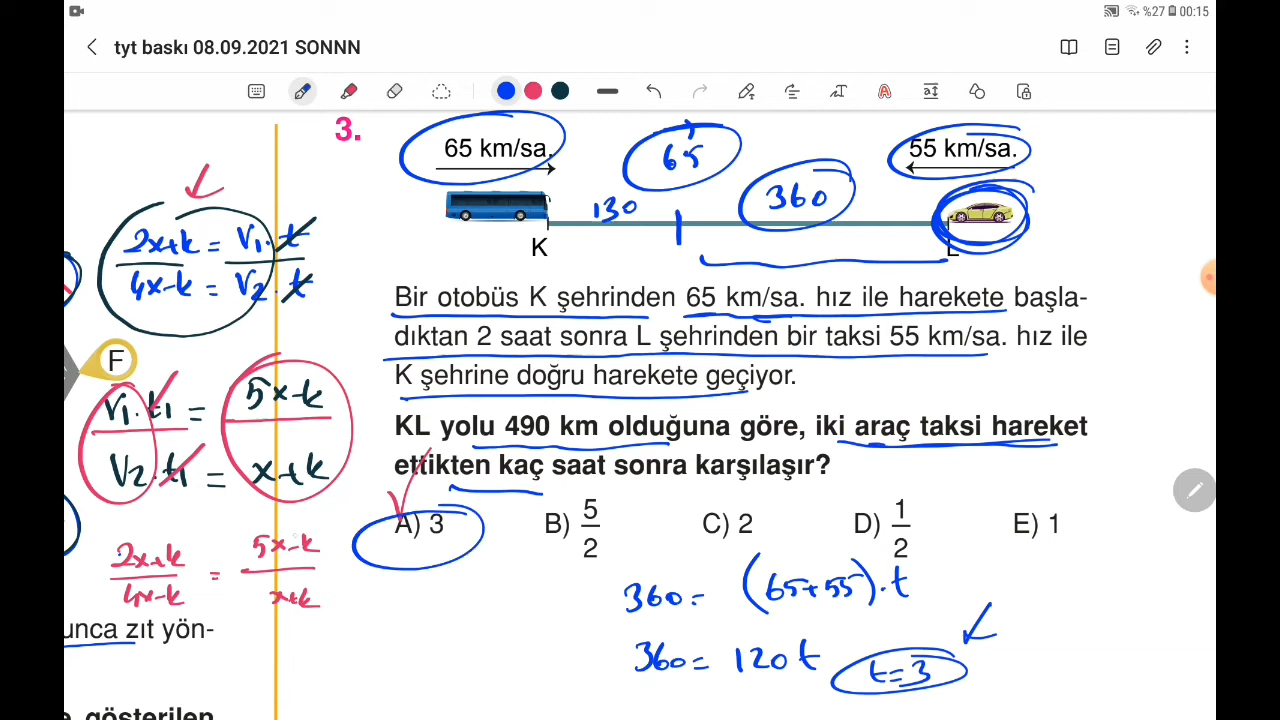 %27 00:15
tyt baskı 08.09.2021 SONNN
3.
65 km/sa.
65
55 km/sa.
130
360
K
L
Bir otobüs K şehrinden 65 km/sa. hız ile harekete başla-
dıktan 2 saat sonra L şehrinden bir taksi 55 km/sa. hız ile
K şehrine doğru harekete geçiyor.
KL yolu 490 km olduğuna göre, iki araç taksi hareket
ettikten kaç saat sonra karşılaşır?
A) 3 B) 5/2 C) 2 D) 1/2 E) 1
360 = (65+55).t
360 = 120t t=3
2x+k = V1.t
4x-k = V2.t
F
V1.t1 = 5x-k
V2.t1 = x+k
2x+k = 5x-k
4x-k x+k
unca zıt yön-
gösterilen